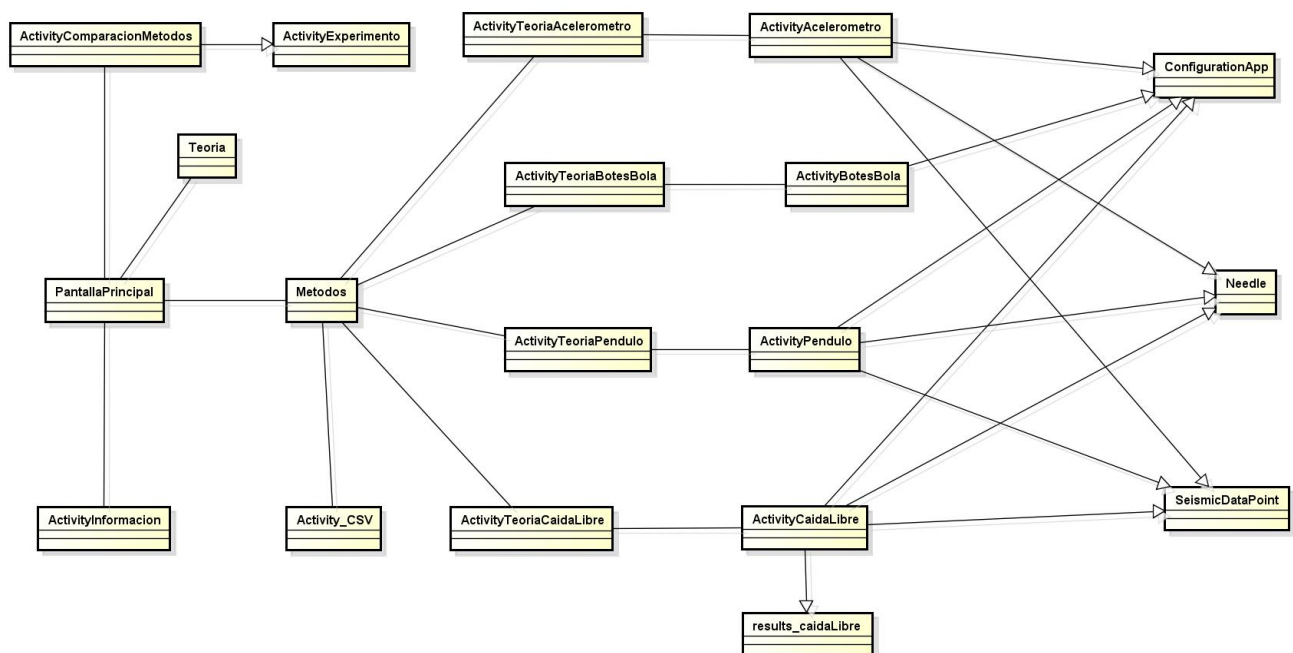 ActivityComparacionMetodos
ActivityExperimento
ActivityTeoriaAcelerometro
ActivityAcelerometro
ConfigurationApp
Teoria
ActivityTeoriaBotesBola
ActivityBotesBola
PantallaPrincipal
Metodos
Needle
ActivityTeoriaPendulo
ActivityPendulo
ActivityInformacion
Activity_CSV
ActivityTeoriaCaidaLibre
ActivityCaidaLibre
SeismicDataPoint
results_caidaLibre